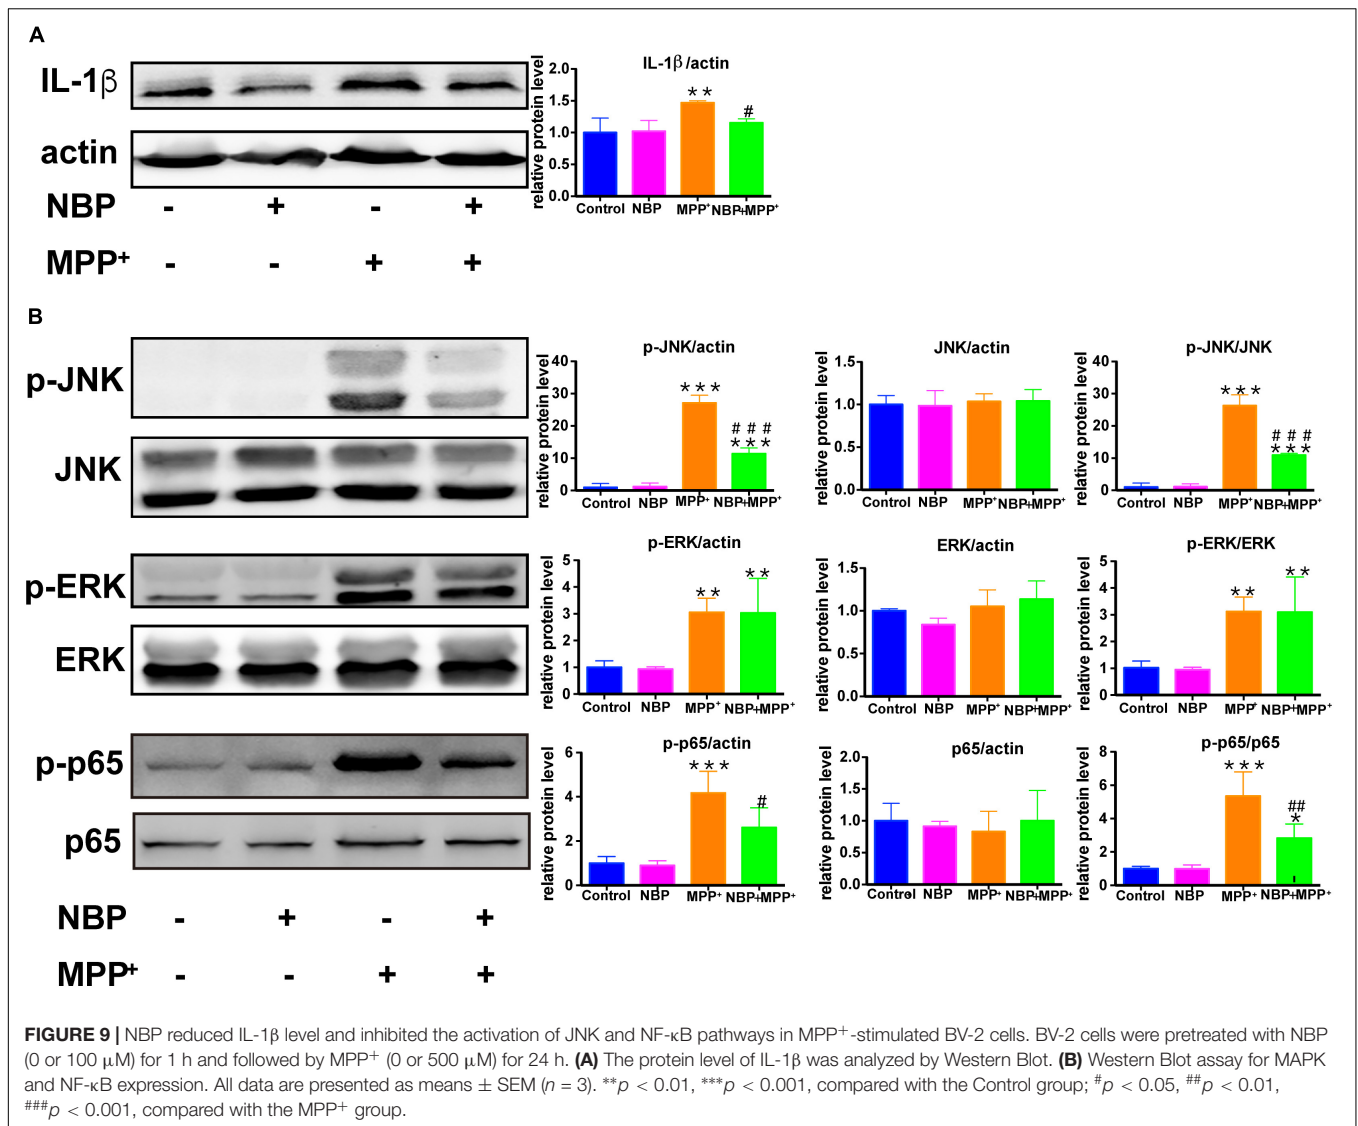 A
IL-1β
actin
NBP - + - +
MPP⁺ - - + +
IL-1β/actin
relative protein level
2.0
1.5
1.0
0.5
0.0
**
#
Control NBP MPP⁺ NBP+MPP⁺
B
p-JNK
JNK
p-ERK
ERK
p-p65
p65
NBP - + - +
MPP⁺ - - + +
p-JNK/actin
relative protein level
40
30
20
10
0
***
###
***
Control NBP MPP⁺ NBP+MPP⁺
JNK/actin
relative protein level
1.5
1.0
0.5
0.0
Control NBP MPP⁺ NBP+MPP⁺
p-JNK/JNK
relative protein level
40
30
20
10
0
***
###
***
Control NBP MPP⁺ NBP+MPP⁺
p-ERK/actin
relative protein level
5
4
3
2
1
0
**
**
Control NBP MPP⁺ NBP+MPP⁺
ERK/actin
relative protein level
1.5
1.0
0.5
0.0
Control NBP MPP⁺ NBP+MPP⁺
p-ERK/ERK
relative protein level
5
4
3
2
1
0
**
**
Control NBP MPP⁺ NBP+MPP⁺
p-p65/actin
relative protein level
6
4
2
0
***
#
Control NBP MPP⁺ NBP+MPP⁺
p65/actin
relative protein level
2.0
1.5
1.0
0.5
0.0
Control NBP MPP⁺ NBP+MPP⁺
p-p65/p65
relative protein level
8
6
4
2
0
***
##
*
Control NBP MPP⁺ NBP+MPP⁺
FIGURE 9 | NBP reduced IL-1β level and inhibited the activation of JNK and NF-κB pathways in MPP⁺-stimulated BV-2 cells. BV-2 cells were pretreated with NBP
(0 or 100 μM) for 1 h and followed by MPP⁺ (0 or 500 μM) for 24 h. (A) The protein level of IL-1β was analyzed by Western Blot. (B) Western Blot assay for MAPK
and NF-κB expression. All data are presented as means ± SEM (n = 3). **p < 0.01, ***p < 0.001, compared with the Control group; #p < 0.05, ##p < 0.01,
###p < 0.001, compared with the MPP⁺ group.